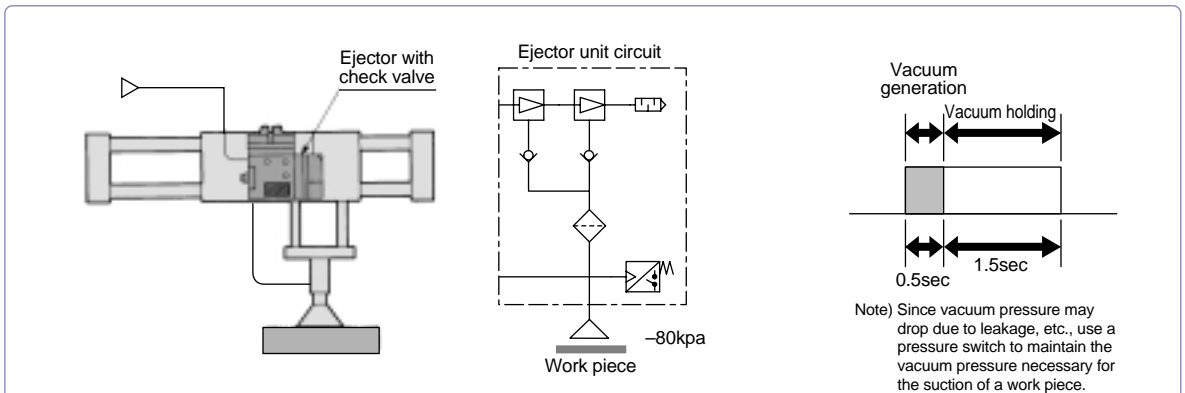 Ejector with
check valve
Ejector unit circuit
–80kpa
Work piece
Vacuum
generation
Vacuum holding
0.5sec
1.5sec
Note) Since vacuum pressure may
drop due to leakage, etc., use a
pressure switch to maintain the
vacuum pressure necessary for
the suction of a work piece.